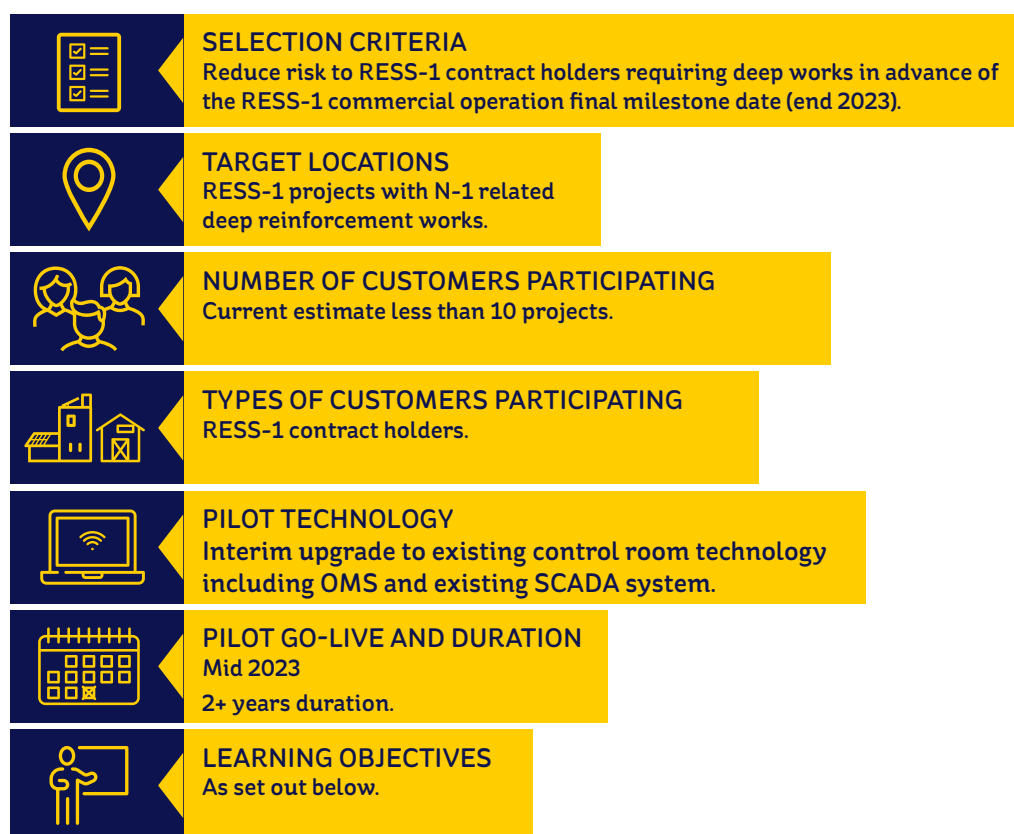 SELECTION CRITERIA
Reduce risk to RESS-1 contract holders requiring deep works in advance of
the RESS-1 commercial operation final milestone date (end 2023).
TARGET LOCATIONS
RESS-1 projects with N-1 related
deep reinforcement works.
NUMBER OF CUSTOMERS PARTICIPATING
Current estimate less than 10 projects.
TYPES OF CUSTOMERS PARTICIPATING
RESS-1 contract holders.
PILOT TECHNOLOGY
Interim upgrade to existing control room technology
including OMS and existing SCADA system.
PILOT GO-LIVE AND DURATION
Mid 2023
2+ years duration.
LEARNING OBJECTIVES
As set out below.